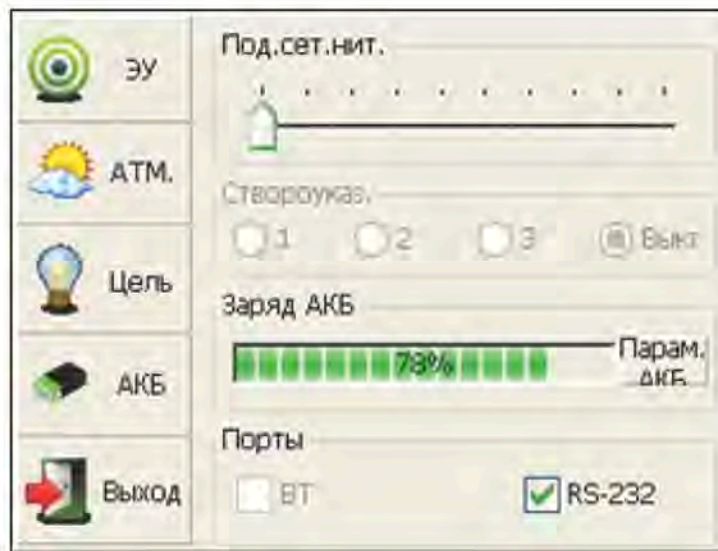 ЭУ
АТМ.
Цель
АКБ
Выход
Под.сет.нит.
Створоуказ.
1 2 3 Выкл
Заряд АКБ
78%
Парам.
АКБ
Порты
BT RS-232